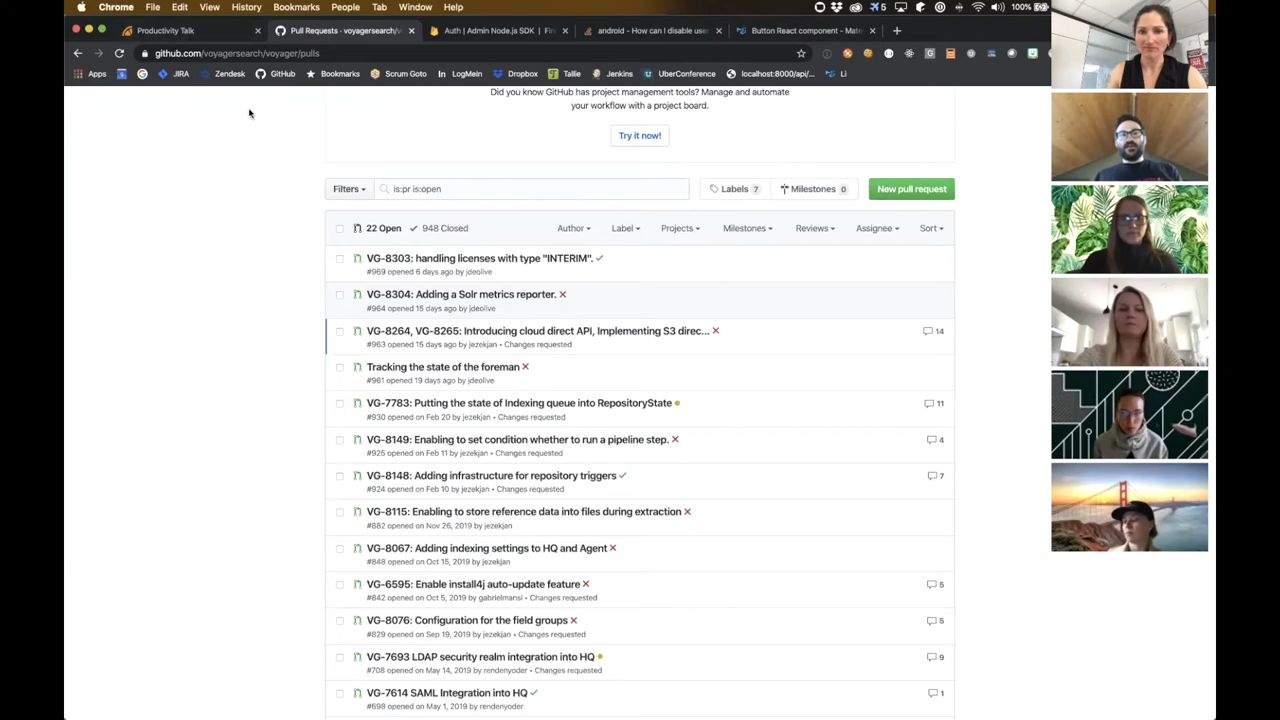 Chrome File Edit View History Bookmarks People Tab Window Help 5 100%
Productivity Talk Pull Requests · voyagersearch/v Auth | Admin Node.js SDK | Fire android - How can I disable use Button React component - Mate
github.com/voyagersearch/voyager/pulls
Apps JIRA Zendesk GitHub Bookmarks Scrum Goto LogMein Dropbox Tallie Jenkins UberConference localhost:8000/api/... Li
Did you know GitHub has project management tools? Manage and automate
your workflow with a project board.
Try it now!
Filters is:pr is:open Labels 7 Milestones 0 New pull request
22 Open 948 Closed Author Label Projects Milestones Reviews Assignee Sort
VG-8303: handling licenses with type "INTERIM".
#969 opened 6 days ago by jdeolive
VG-8304: Adding a Solr metrics reporter.
#964 opened 15 days ago by jdeolive
VG-8264, VG-8265: Introducing cloud direct API, Implementing S3 direc... 14
#963 opened 15 days ago by jezekjan • Changes requested
Tracking the state of the foreman
#961 opened 19 days ago by jdeolive
VG-7783: Putting the state of Indexing queue into RepositoryState 11
#930 opened on Feb 20 by jezekjan • Changes requested
VG-8149: Enabling to set condition whether to run a pipeline step. 4
#925 opened on Feb 11 by jezekjan • Changes requested
VG-8148: Adding infrastructure for repository triggers 7
#924 opened on Feb 10 by jezekjan • Changes requested
VG-8115: Enabling to store reference data into files during extraction
#882 opened on Nov 26, 2019 by jezekjan
VG-8067: Adding indexing settings to HQ and Agent
#848 opened on Oct 15, 2019 by jezekjan
VG-6595: Enable install4j auto-update feature 5
#842 opened on Oct 5, 2019 by gabrielmansi • Changes requested
VG-8076: Configuration for the field groups 5
#829 opened on Sep 19, 2019 by jezekjan • Changes requested
VG-7693 LDAP security realm integration into HQ 9
#708 opened on May 14, 2019 by rendenyoder • Changes requested
VG-7614 SAML Integration into HQ 1
#698 opened on May 1, 2019 by rendenyoder